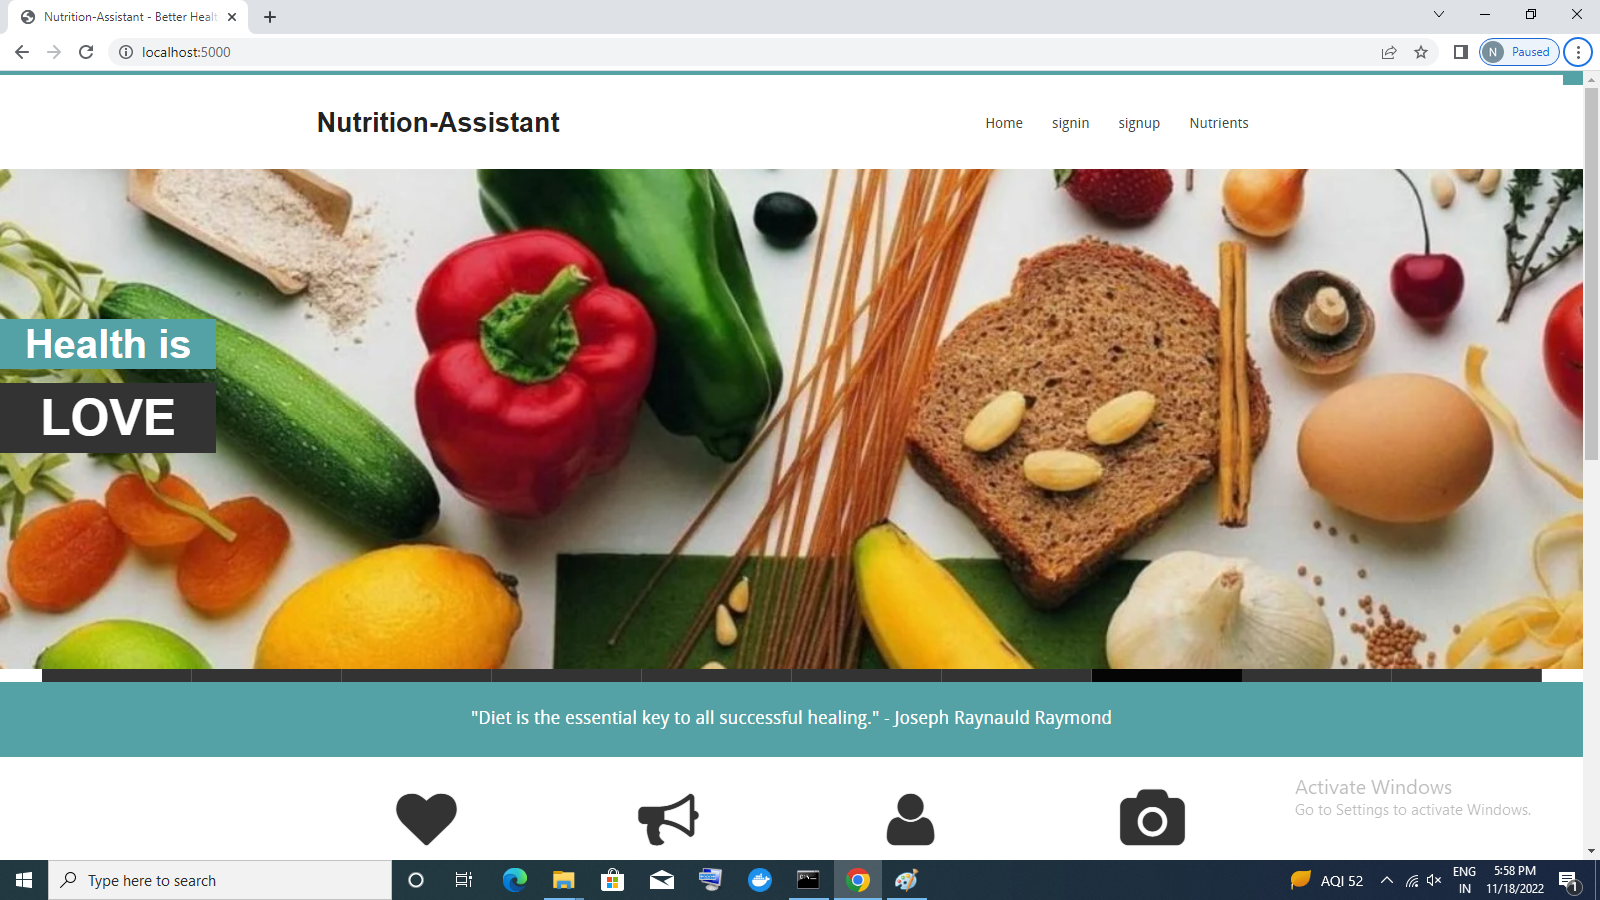 Nutrition-Assistant - Better Healt
localhost:5000
N Paused
Nutrition-Assistant
Home signin signup Nutrients
Health is
LOVE
"Diet is the essential key to all successful healing." - Joseph Raynauld Raymond
Activate Windows
Go to Settings to activate Windows.
Type here to search
AQI 52
ENG
IN
5:58 PM
11/18/2022
1